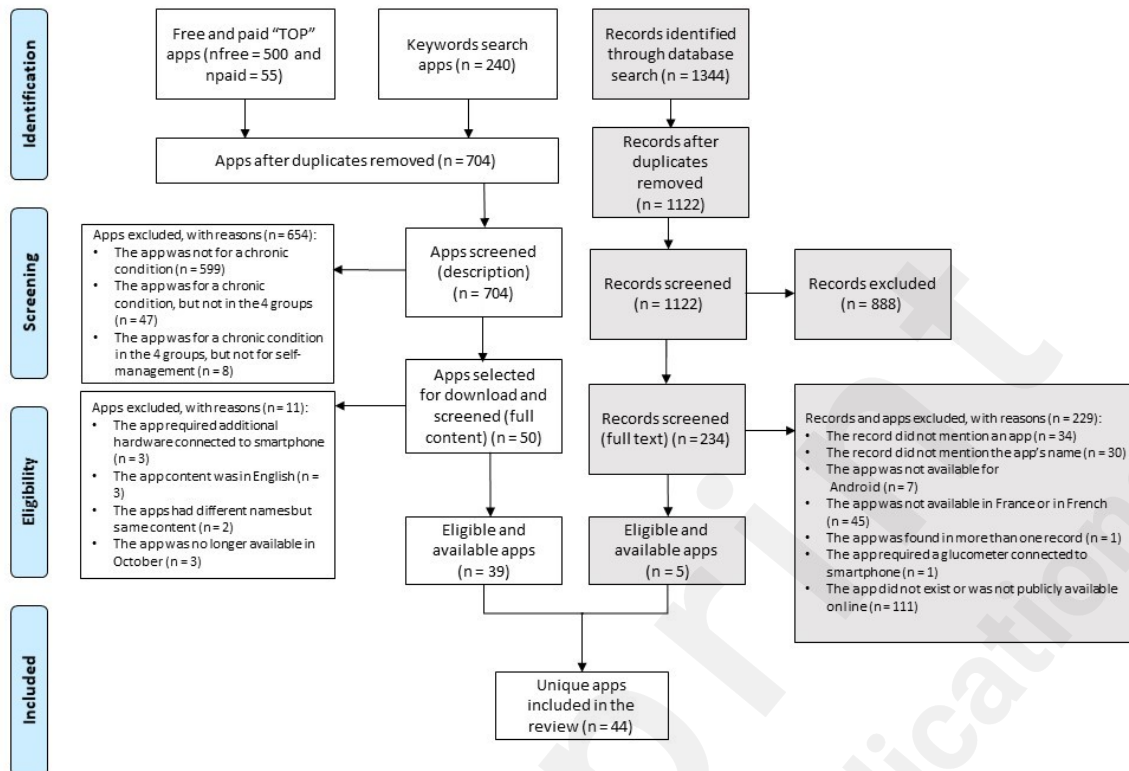 Identification
Free and paid “TOP”
apps (nfree = 500 and
npaid = 55)
Keywords search
apps (n = 240)
Records identified
through database
search (n = 1344)
Apps after duplicates removed (n = 704)
Records after
duplicates
removed
(n = 1122)
Screening
Apps excluded, with reasons (n = 654):
• The app was not for a chronic
condition (n = 599)
• The app was for a chronic
condition, but not in the 4 groups
(n = 47)
• The app was for a chronic condition
in the 4 groups, but not for self-
management (n = 8)
Apps screened
(description)
n = 704)
Records screened
(n = 1122)
Records excluded
(n = 888)
Eligibility
Apps excluded, with reasons (n = 11):
• The app required additional
hardware connected to smartphone
(n = 3)
• The app content was in English (n =
3)
• The apps had different names but
same content (n = 2)
• The app was no longer available in
October (n = 3)
Apps selected
for download and
screened (full
content) (n = 50)
Records screened
(full text) (n = 234)
Records and apps excluded, with reasons (n = 229):
• The record did not mention an app (n = 34)
• The record did not mention the app’s name (n = 30)
• The app was not available for
Android (n = 7)
• The app was not available in France or in French
(n = 45)
• The app was found in more than one record (n = 1)
• The app required a glucometer connected to
smartphone (n = 1)
• The app did not exist or was not publicly available
online (n = 111)
Eligible and
available apps
(n = 39)
Eligible and
available apps
(n = 5)
Included
Unique apps
included in the
review (n = 44)
print
lication